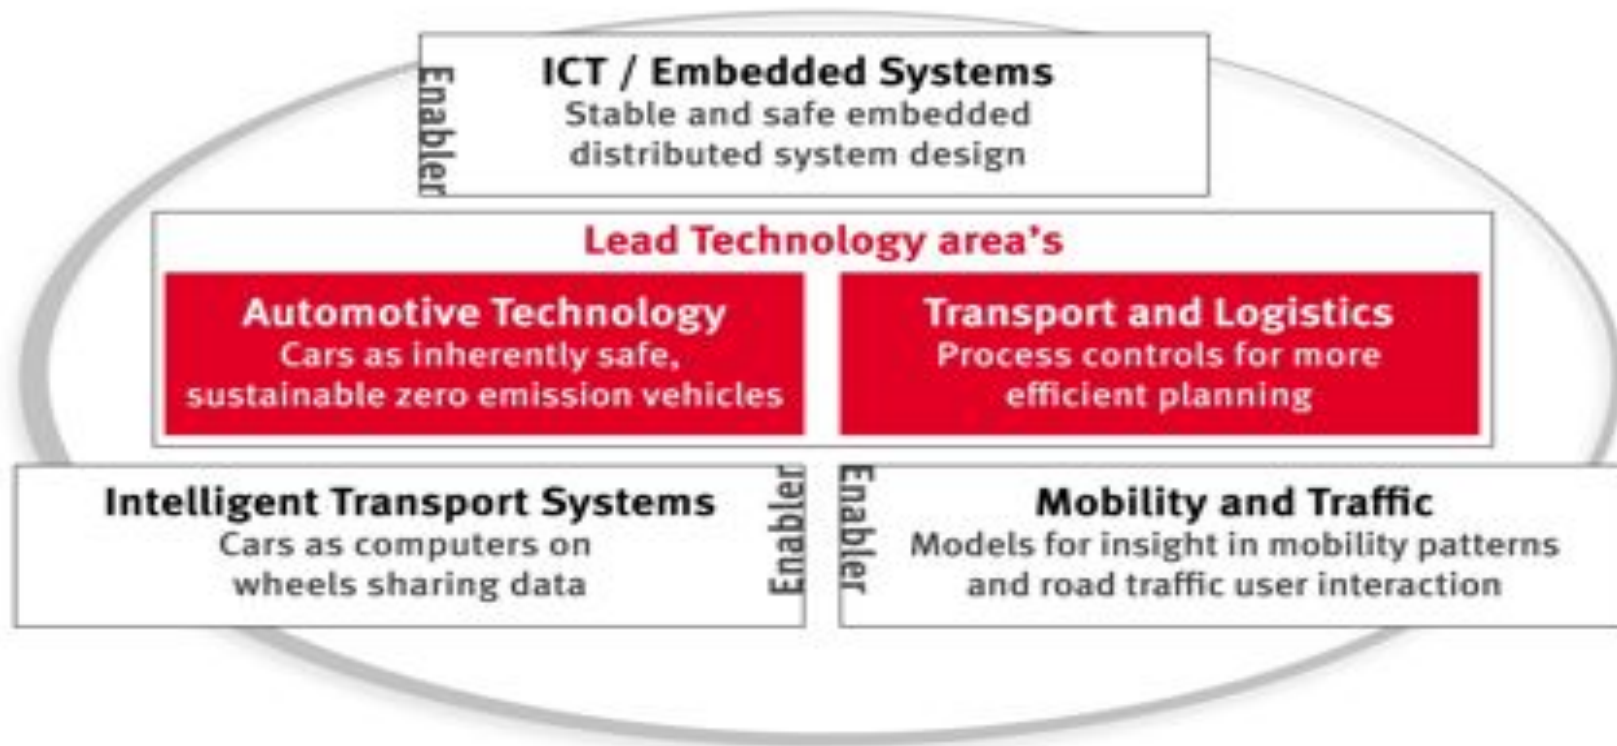 Enabler
ICT / Embedded Systems
Stable and safe embedded
distributed system design
Lead Technology area's
Automotive Technology
Cars as inherently safe,
sustainable zero emission vehicles
Transport and Logistics
Process controls for more
efficient planning
Intelligent Transport Systems
Cars as computers on
wheels sharing data
Enabler
Enabler
Mobility and Traffic
Models for insight in mobility patterns
and road traffic user interaction